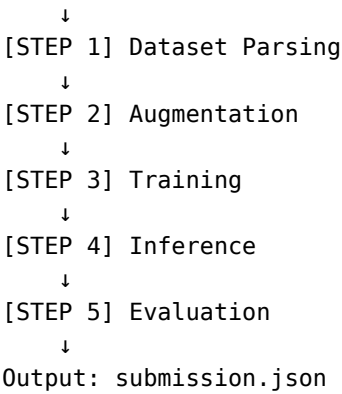 ↓
[STEP 1] Dataset Parsing
↓
[STEP 2] Augmentation
↓
[STEP 3] Training
↓
[STEP 4] Inference
↓
[STEP 5] Evaluation
↓
Output: submission.json